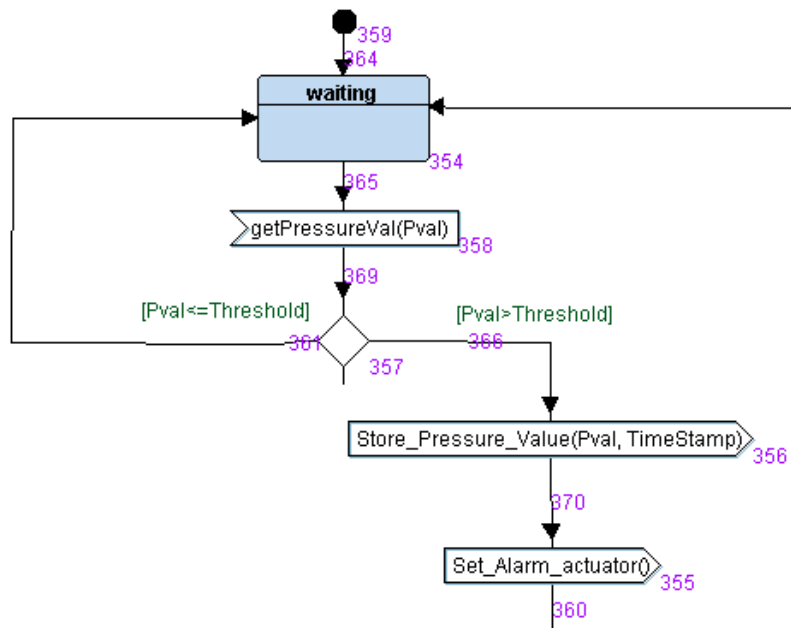 359
364
waiting
354
365
getPressureVal(Pval)
358
369
[Pval<=Threshold]
[Pval>Threshold]
361
366
357
Store_Pressure_Value(Pval, TimeStamp)
356
370
Set_Alarm_actuator()
355
360